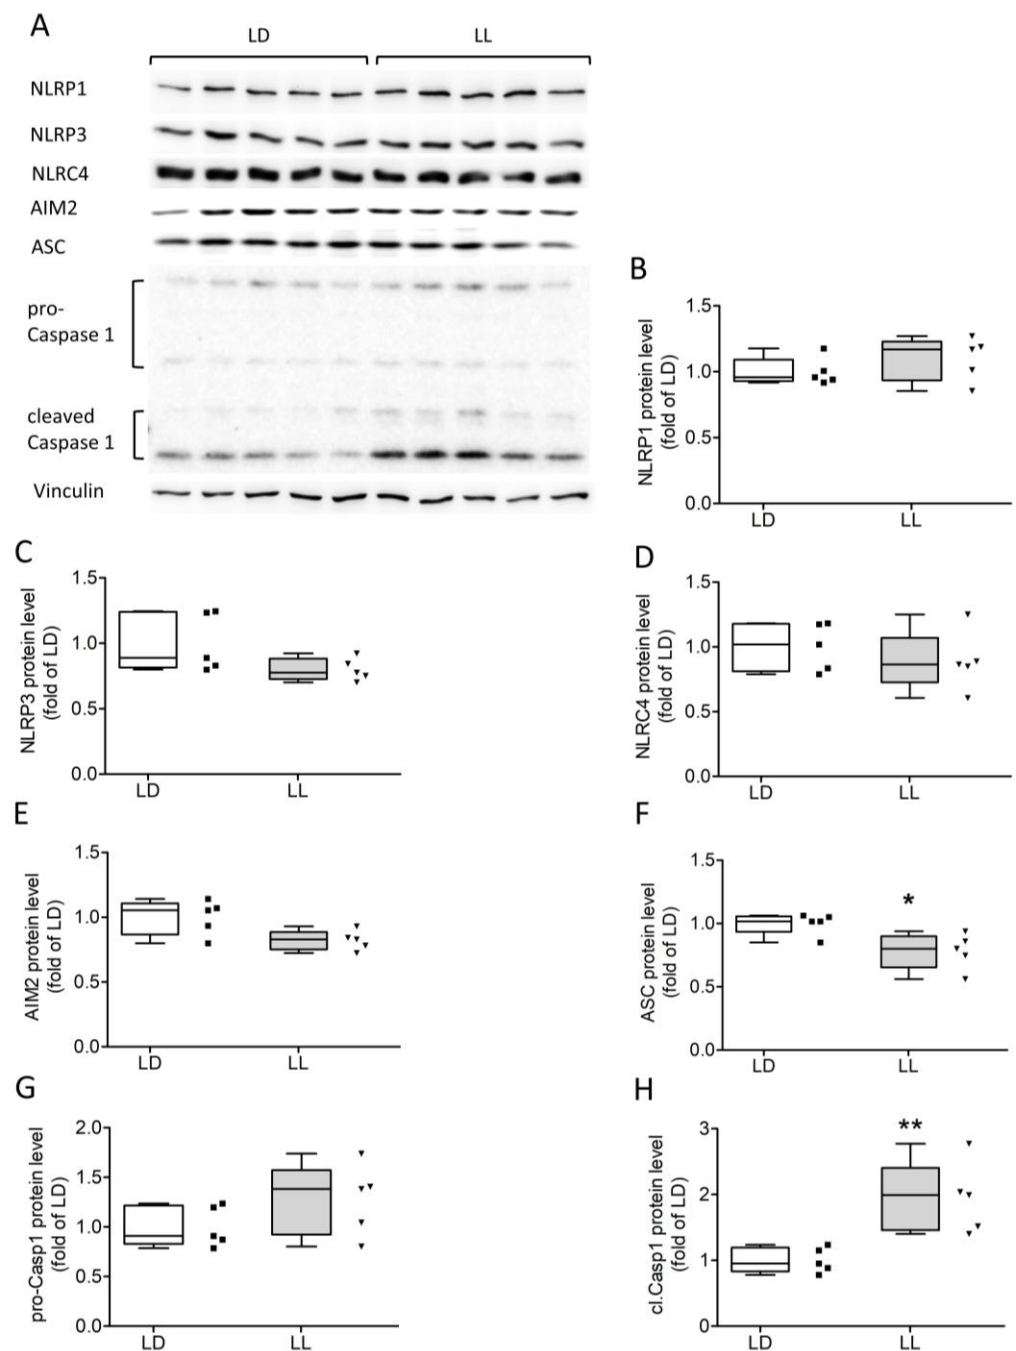 A
LD LL
NLRP1
NLRP3
NLRC4
AIM2
ASC
pro-
Caspase 1
cleaved
Caspase 1
Vinculin
B
NLRP1 protein level
(fold of LD)
1.5
1.0
0.5
0.0
LD LL
C
NLRP3 protein level
(fold of LD)
1.5
1.0
0.5
0.0
LD LL
D
NLRC4 protein level
(fold of LD)
1.5
1.0
0.5
0.0
LD LL
E
AIM2 protein level
(fold of LD)
1.5
1.0
0.5
0.0
LD LL
F
ASC protein level
(fold of LD)
1.5
1.0
0.5
0.0
*
LD LL
G
pro-Casp1 protein level
(fold of LD)
2.0
1.5
1.0
0.5
0.0
LD LL
H
cl.Casp1 protein level
(fold of LD)
3
2
1
0
**
LD LL